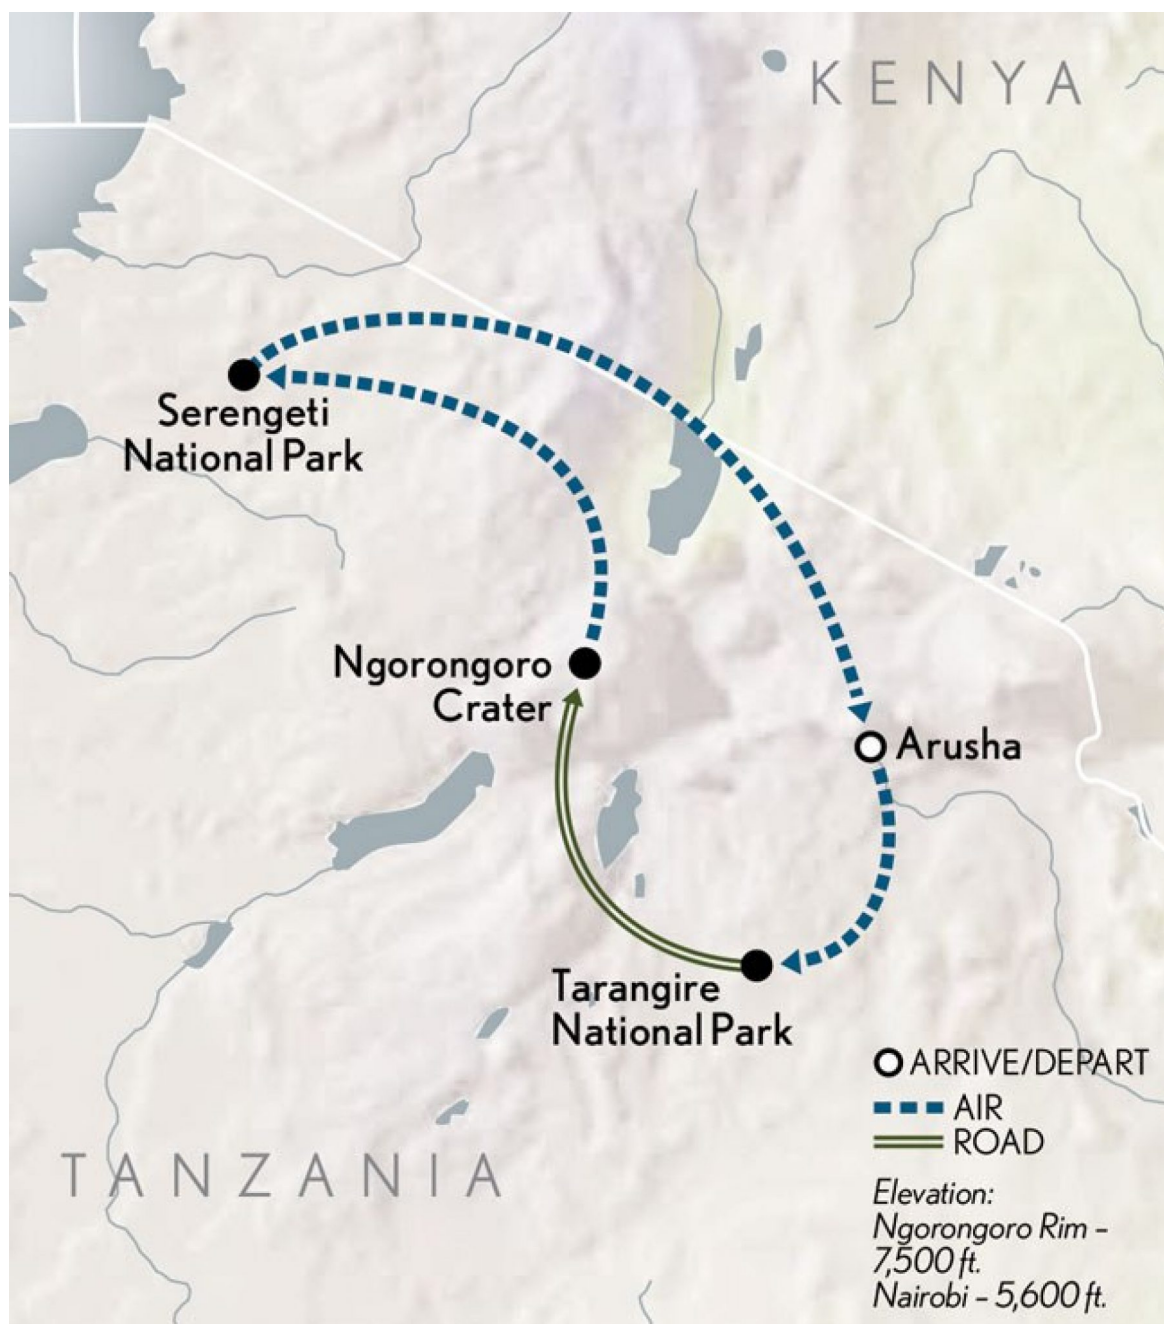 KENYA
Serengeti
National Park
Ngorongoro
Crater
Arusha
Tarangire
National Park
ARRIVE/DEPART
AIR
ROAD
TANZANIA
Elevation:
Ngorongoro Rim –
7,500 ft.
Nairobi – 5,600 ft.